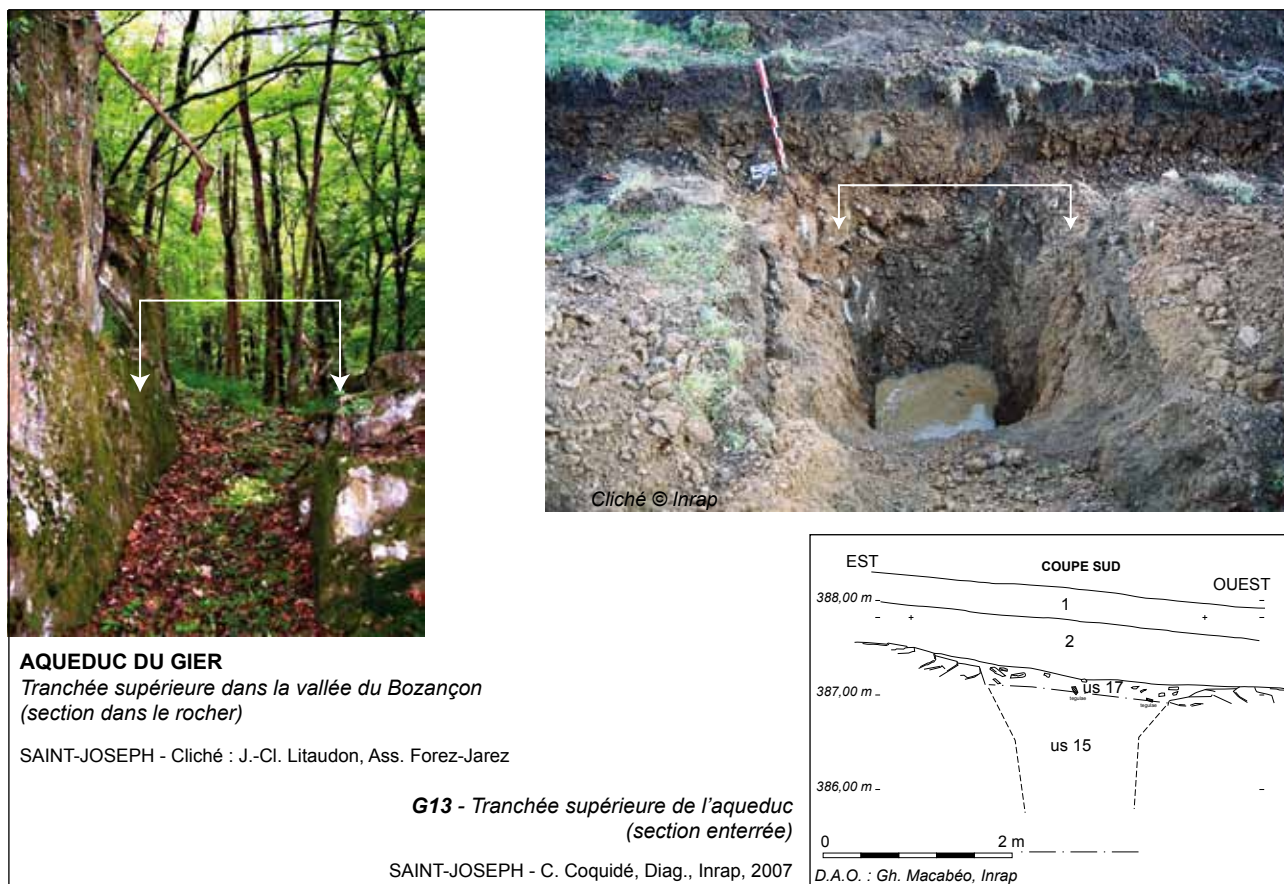 Cliché © Inrap
AQUEDUC DU GIER
Tranchée supérieure dans la vallée du Bozançon
(section dans le rocher)
SAINT-JOSEPH - Cliché : J.-Cl. Litaudon, Ass. Forez-Jarez
G13 - Tranchée supérieure de l’aqueduc
(section enterrée)
SAINT-JOSEPH - C. Coquidé, Diag., Inrap, 2007
EST
COUPE SUD
OUEST
388,00 m
1
2
387,00 m
us 17
tegulae
tegulae
us 15
386,00 m
0
2 m
D.A.O. : Gh. Macabéo, Inrap